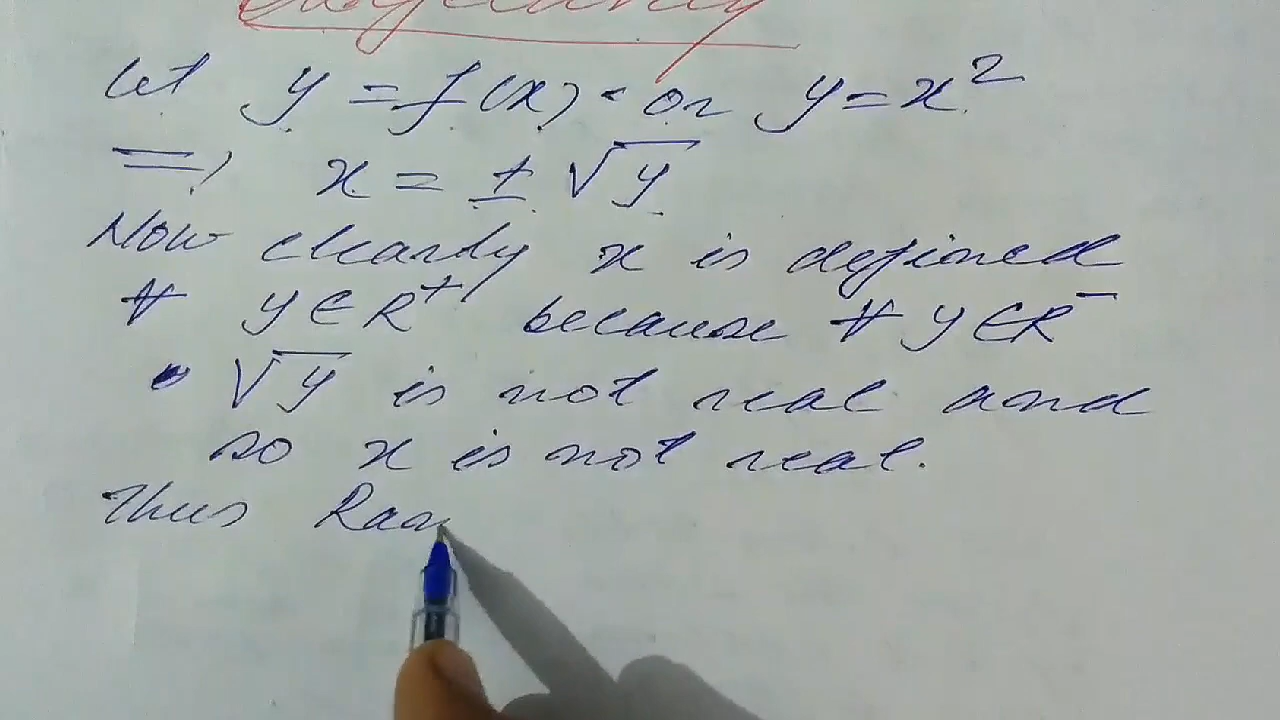 Let y = f(x) or y = x²
⇒ x = ± √y
Now clearly x is defined
∀ y ∈ R⁺ because ∀ y ∈ R⁻
√y is not real and
so x is not real.
Thus Ran